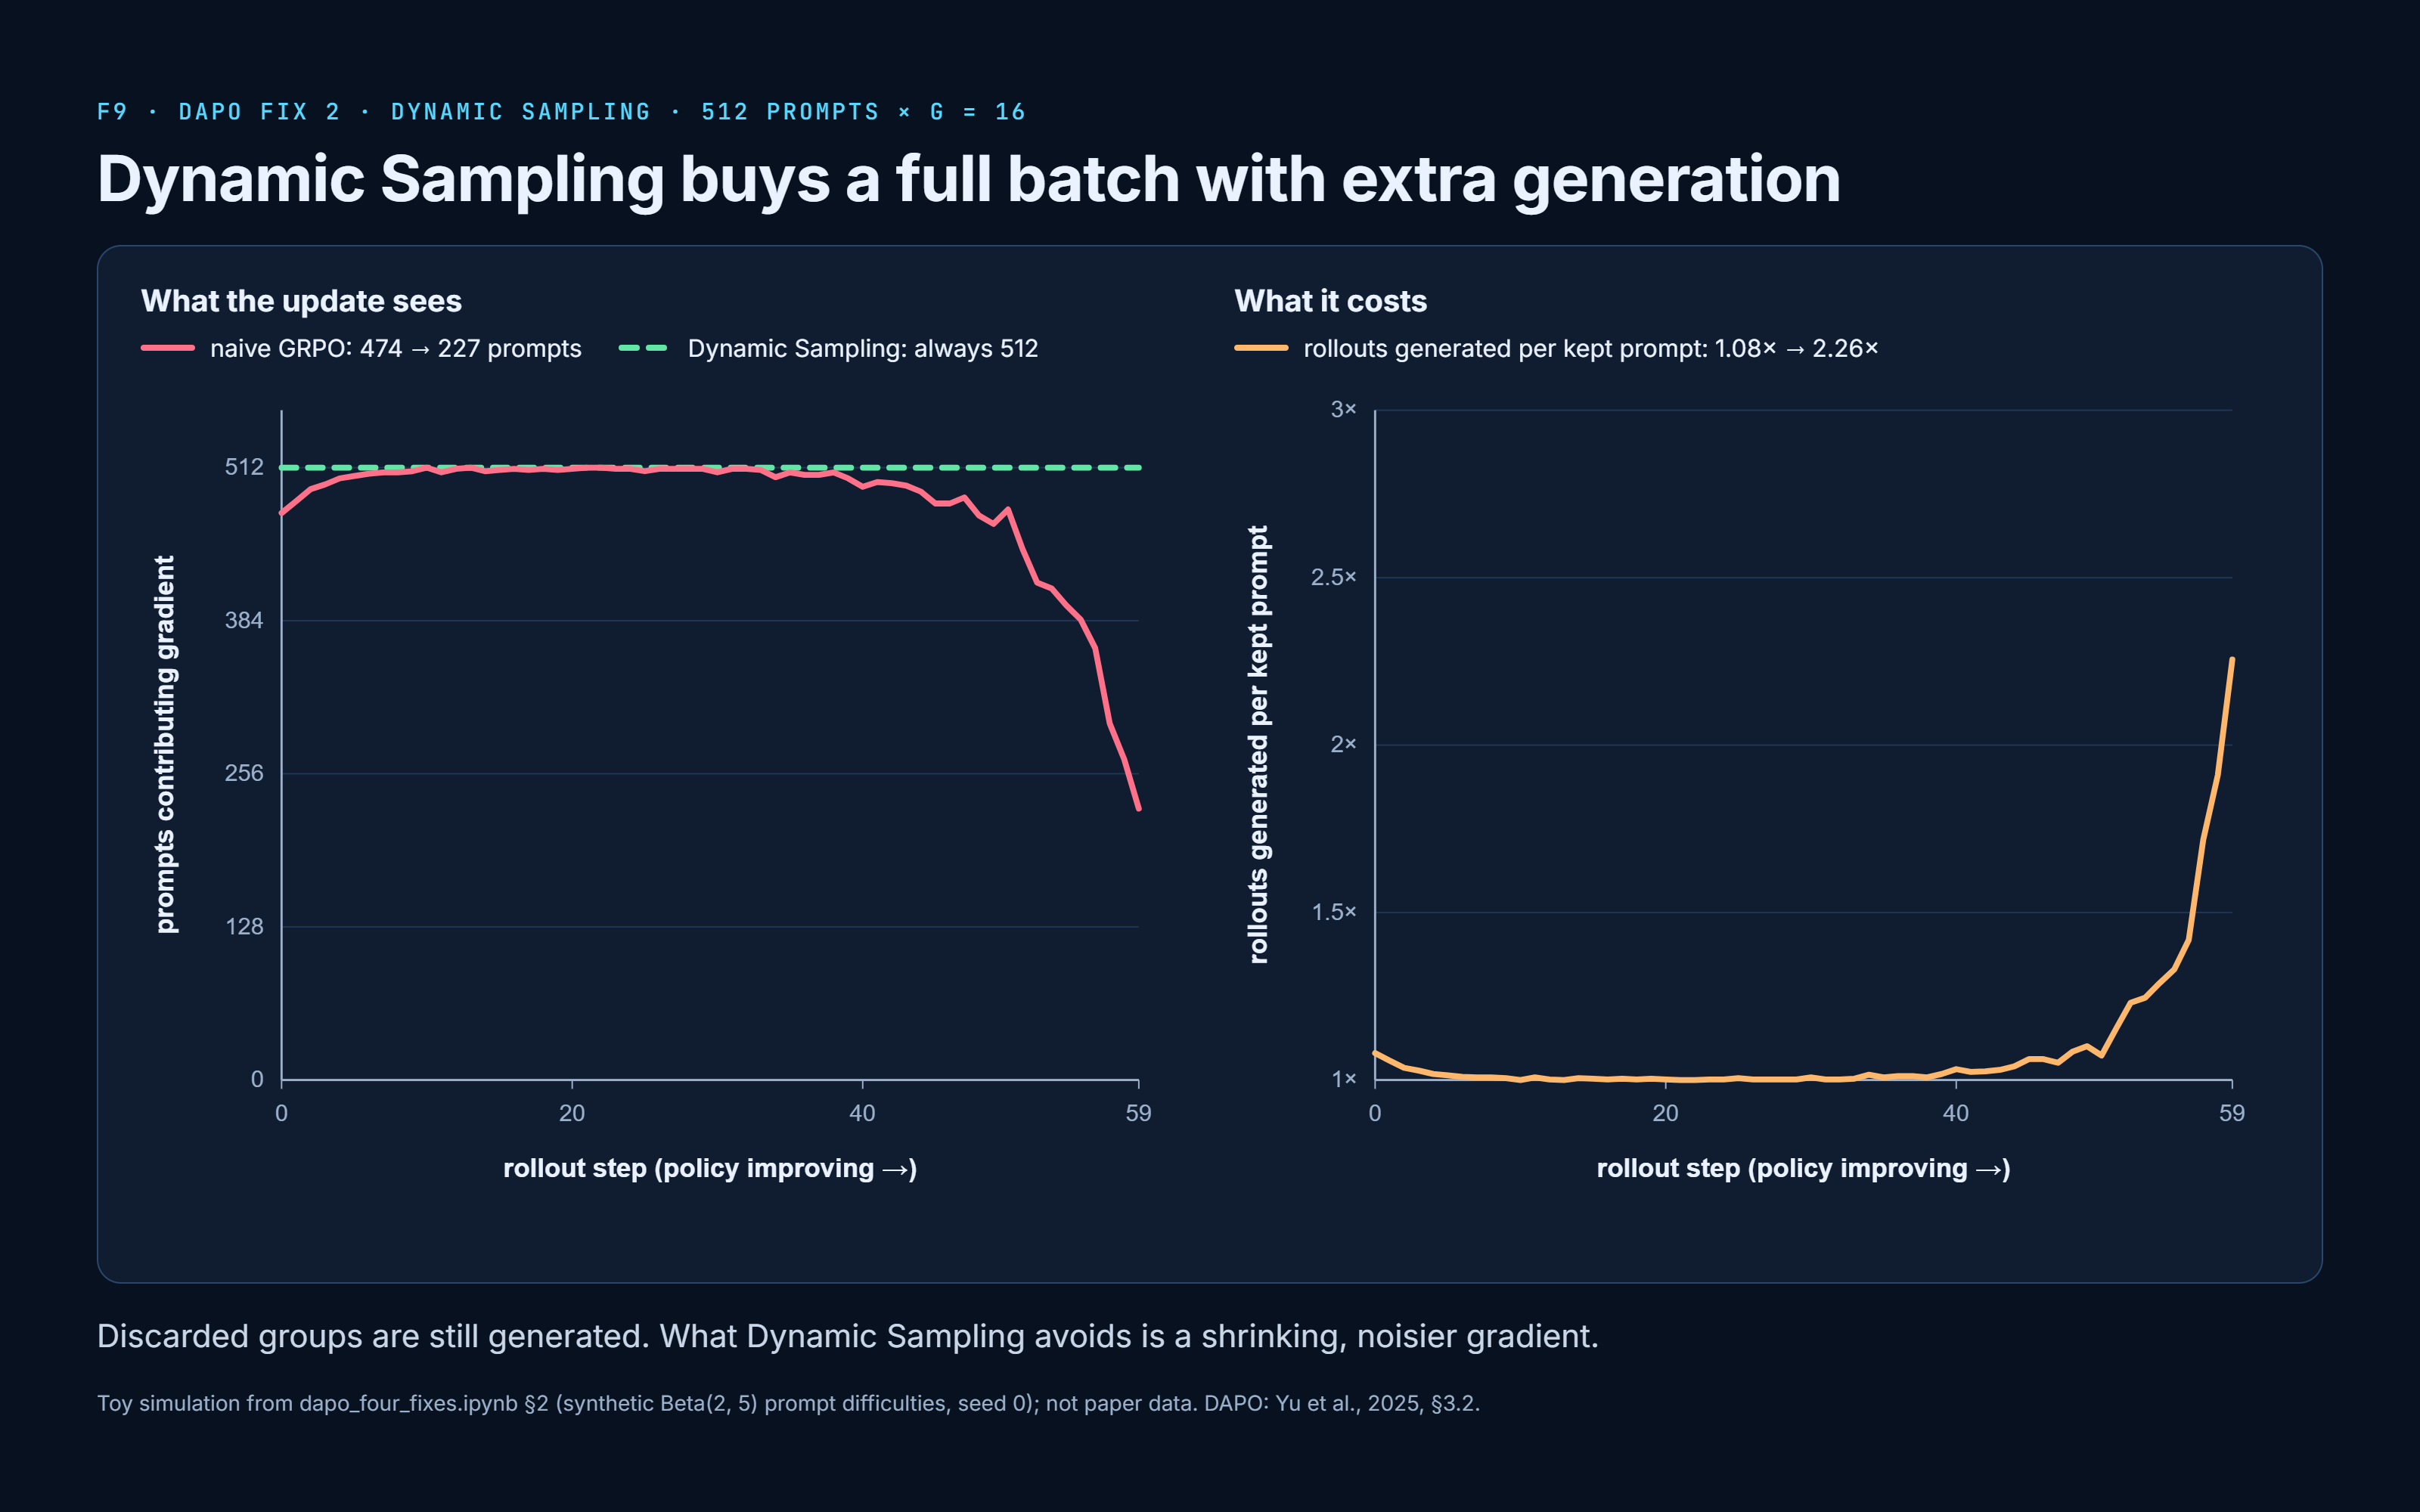 F9 · DAPO FIX 2 · DYNAMIC SAMPLING · 512 PROMPTS × G = 16
Dynamic Sampling buys a full batch with extra generation
What the update sees
naive GRPO: 474 → 227 prompts
Dynamic Sampling: always 512
prompts contributing gradient
512
384
256
128
0
0
20
40
59
rollout step (policy improving →)
What it costs
rollouts generated per kept prompt: 1.08× → 2.26×
rollouts generated per kept prompt
3×
2.5×
2×
1.5×
1×
0
20
40
59
rollout step (policy improving →)
Discarded groups are still generated. What Dynamic Sampling avoids is a shrinking, noisier gradient.
Toy simulation from dapo_four_fixes.ipynb §2 (synthetic Beta(2, 5) prompt difficulties, seed 0); not paper data. DAPO: Yu et al., 2025, §3.2.